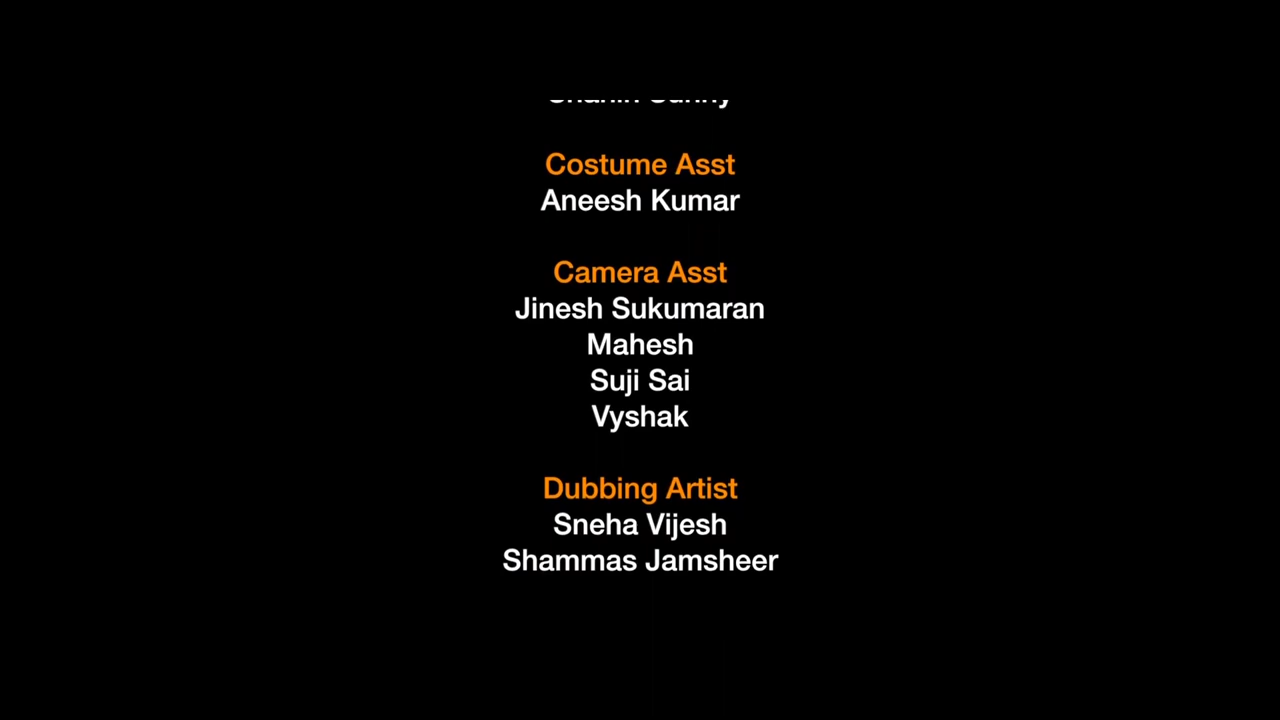 Costume Asst
Aneesh Kumar
Camera Asst
Jinesh Sukumaran
Mahesh
Suji Sai
Vyshak
Dubbing Artist
Sneha Vijesh
Shammas Jamsheer